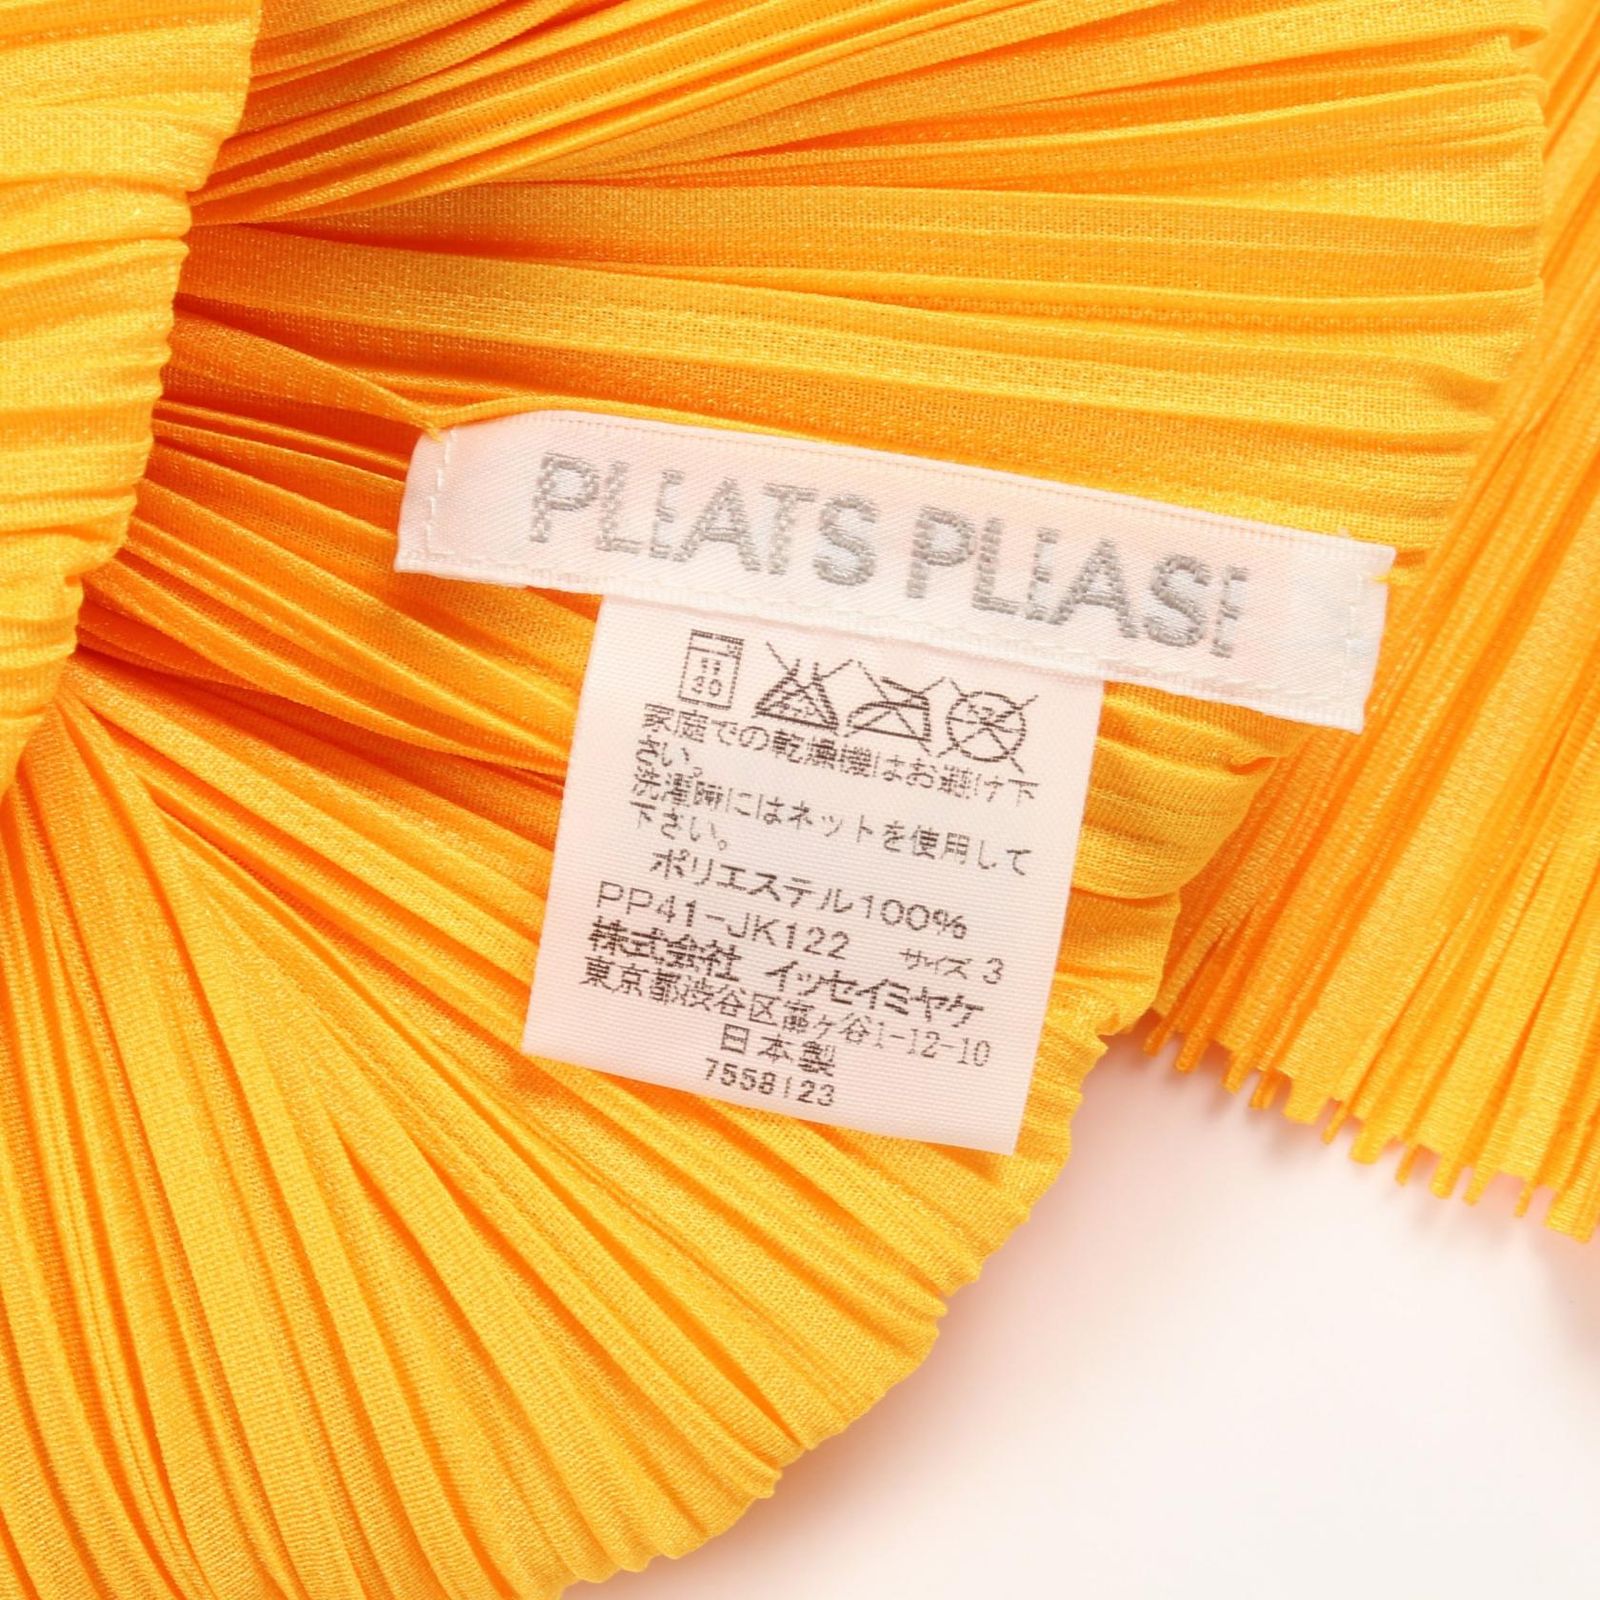 PLEATS PLEASE
弱
40
家庭での乾燥機はお避け下
さい。
洗濯時にはネットを使用して
下さい。
ポリエステル100%
PP41-JK122 サイズ 3
株式会社 イッセイミヤケ
東京都渋谷区富ヶ谷1-12-10
日本製
7558123